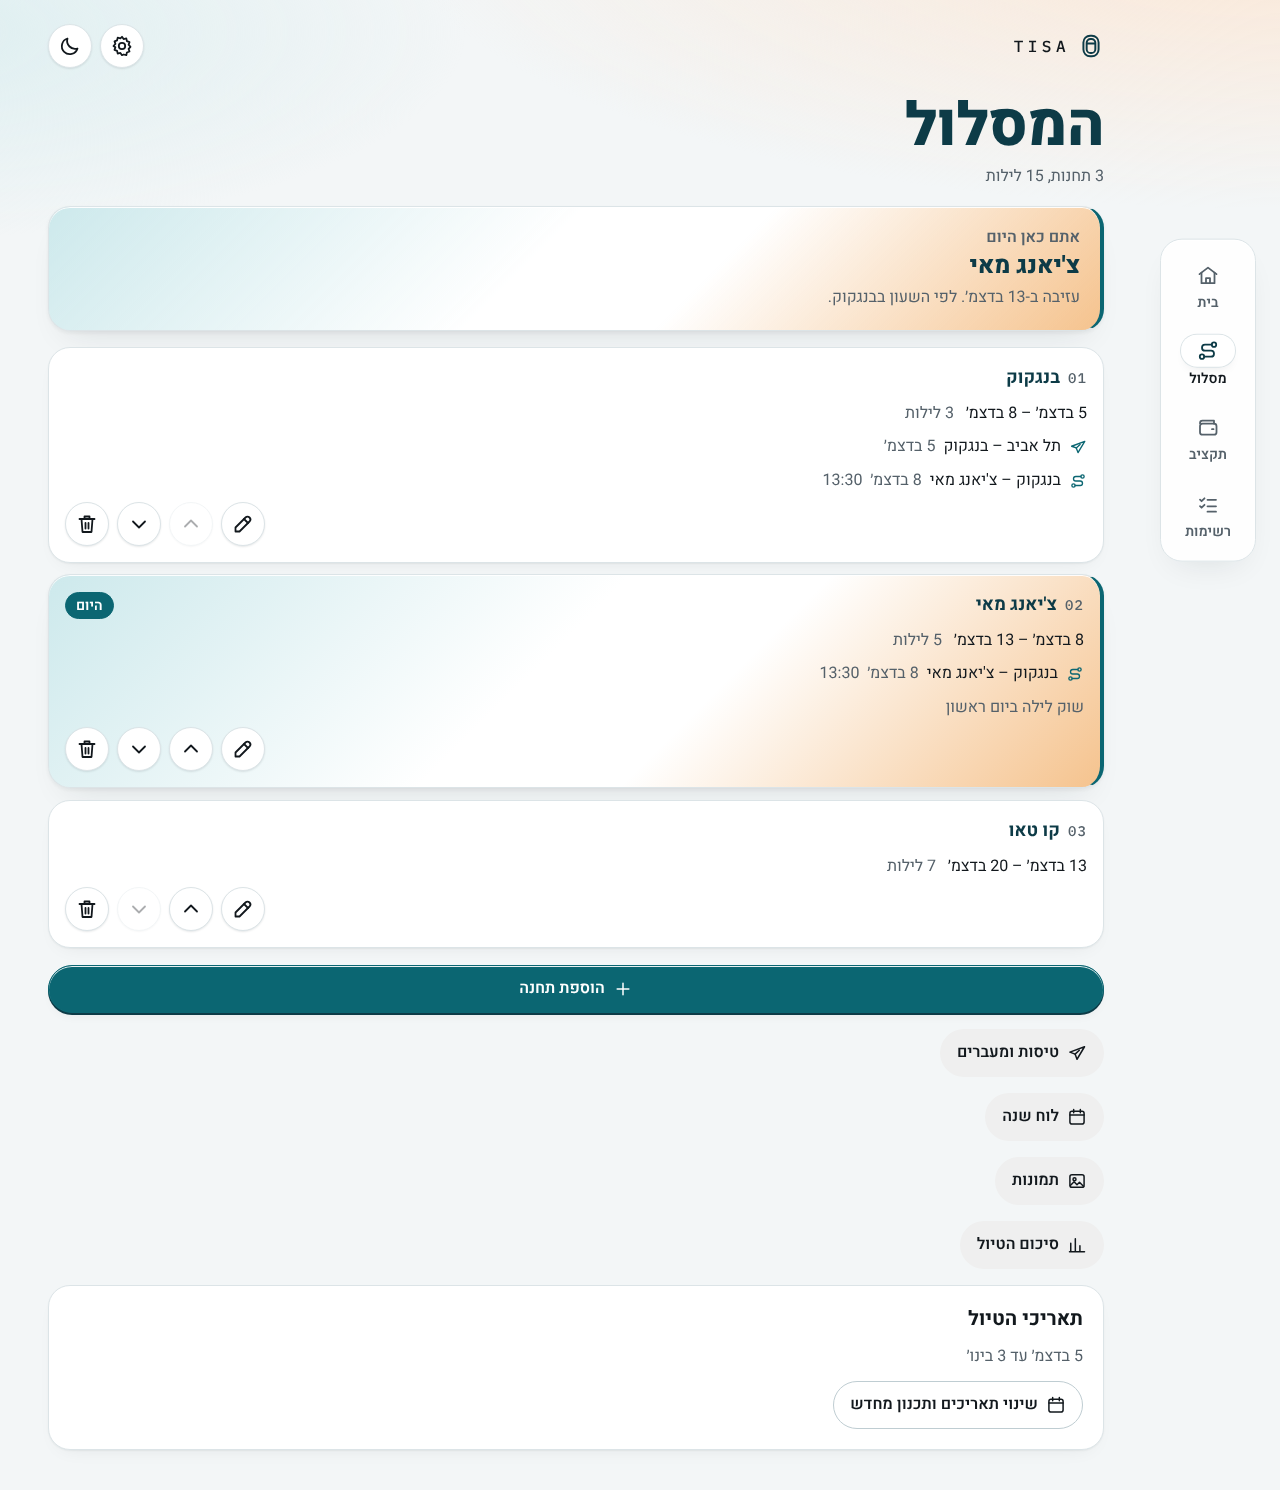 TISA
המסלול
3 תחנות, 15 לילות
אתם כאן היום
צ'יאנג מאי
עזיבה ב-13 בדצמ׳. לפי השעון בבנגקוק.
בית
מסלול
תקציב
רשימות
01 בנגקוק
5 בדצמ׳ – 8 בדצמ׳ 3 לילות
תל אביב – בנגקוק 5 בדצמ׳
בנגקוק – צ'יאנג מאי 8 בדצמ׳ 13:30
02 צ'יאנג מאי
היום
8 בדצמ׳ – 13 בדצמ׳ 5 לילות
בנגקוק – צ'יאנג מאי 8 בדצמ׳ 13:30
שוק לילה ביום ראשון
03 קו טאו
13 בדצמ׳ – 20 בדצמ׳ 7 לילות
הוספת תחנה
טיסות ומעברים
לוח שנה
תמונות
סיכום הטיול
תאריכי הטיול
5 בדצמ׳ עד 3 בינו׳
שינוי תאריכים ותכנון מחדש